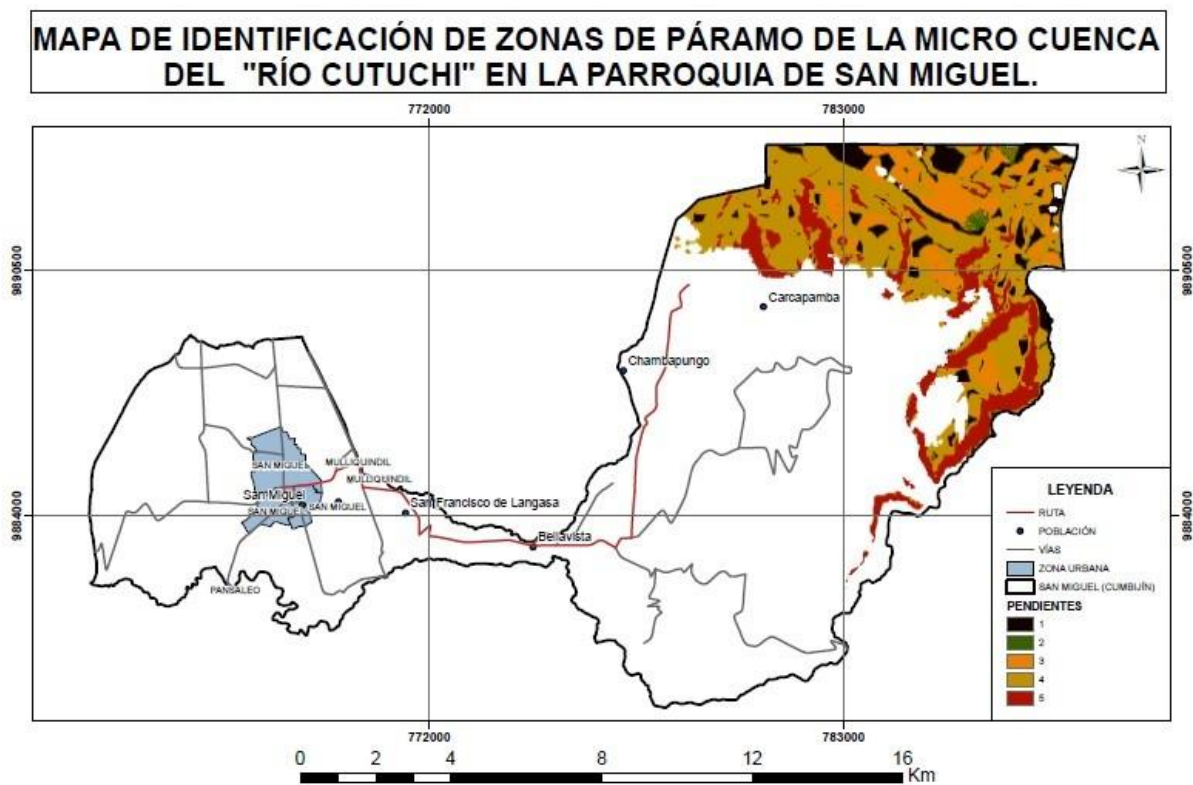 MAPA DE IDENTIFICACIÓN DE ZONAS DE PÁRAMO DE LA MICRO CUENCA
DEL "RÍO CUTUCHI" EN LA PARROQUIA DE SAN MIGUEL.
772000
783000
N
9890500
9890500
Carcapamba
Chambapungo
SAN MIGUEL
MULLIQUINDIL
MULLIQUINDIL
San Miguel
SAN MIGUEL
SAN MIGUEL
San Francisco de Langasa
9884000
9884000
Bellavista
PANSALEO
LEYENDA
RUTA
POBLACIÓN
VÍAS
ZONA URBANA
SAN MIGUEL (CUMBIJÍN)
PENDIENTES
1
2
3
4
5
772000
783000
0 2 4 8 12 16
Km